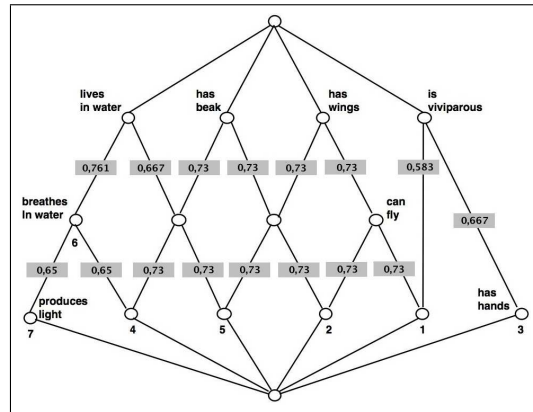 lives
in water
has
beak
has
wings
is
viviparous
0,761
0,667
0,73
0,73
0,73
0,73
0,583
breathes
In water
can
fly
0,667
6
0,65
0,65
0,73
0,73
0,73
0,73
0,73
0,73
produces
light
has
hands
7
4
5
2
1
3